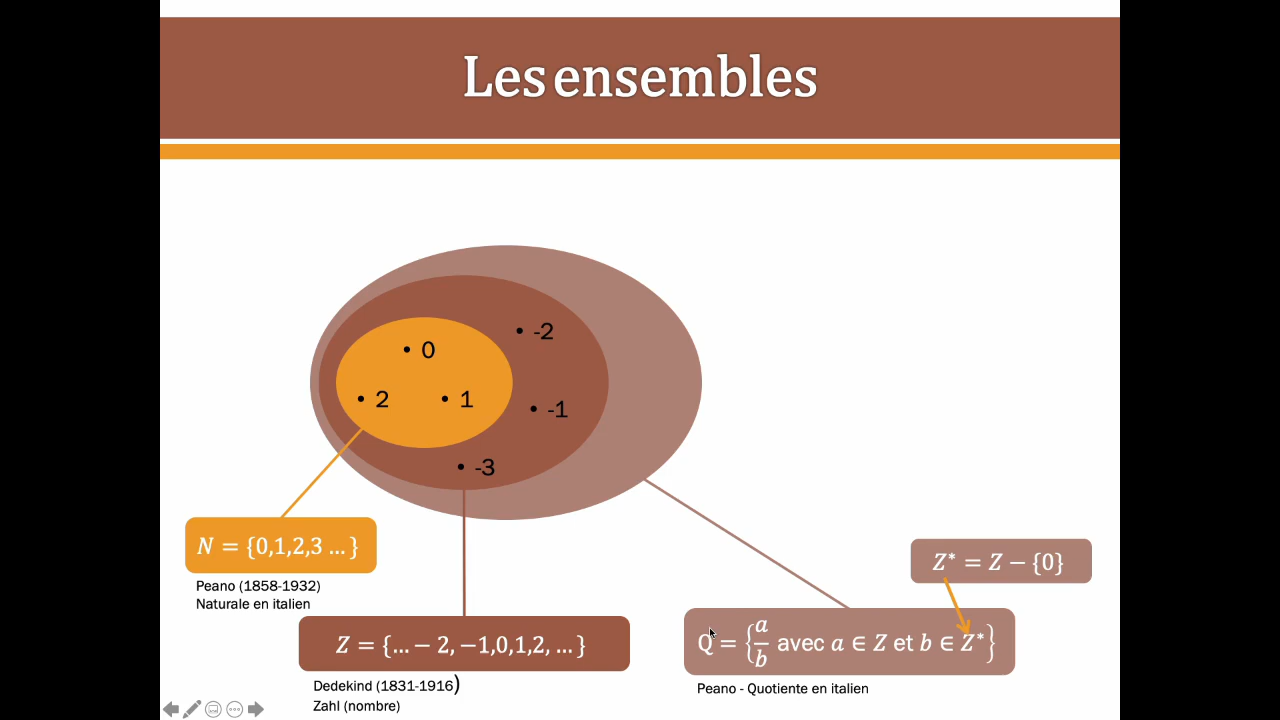 Les ensembles
• 0
• 2 • 1
• -2
• -1
• -3
N = {0,1,2,3 … }
Peano (1858-1932)
Naturale en italien
Z = {… − 2, −1,0,1,2, … }
Dedekind (1831-1916)
Zahl (nombre)
Z* = Z − {0}
Q = {a/b avec a ∈ Z et b ∈ Z*}
Peano - Quotiente en italien